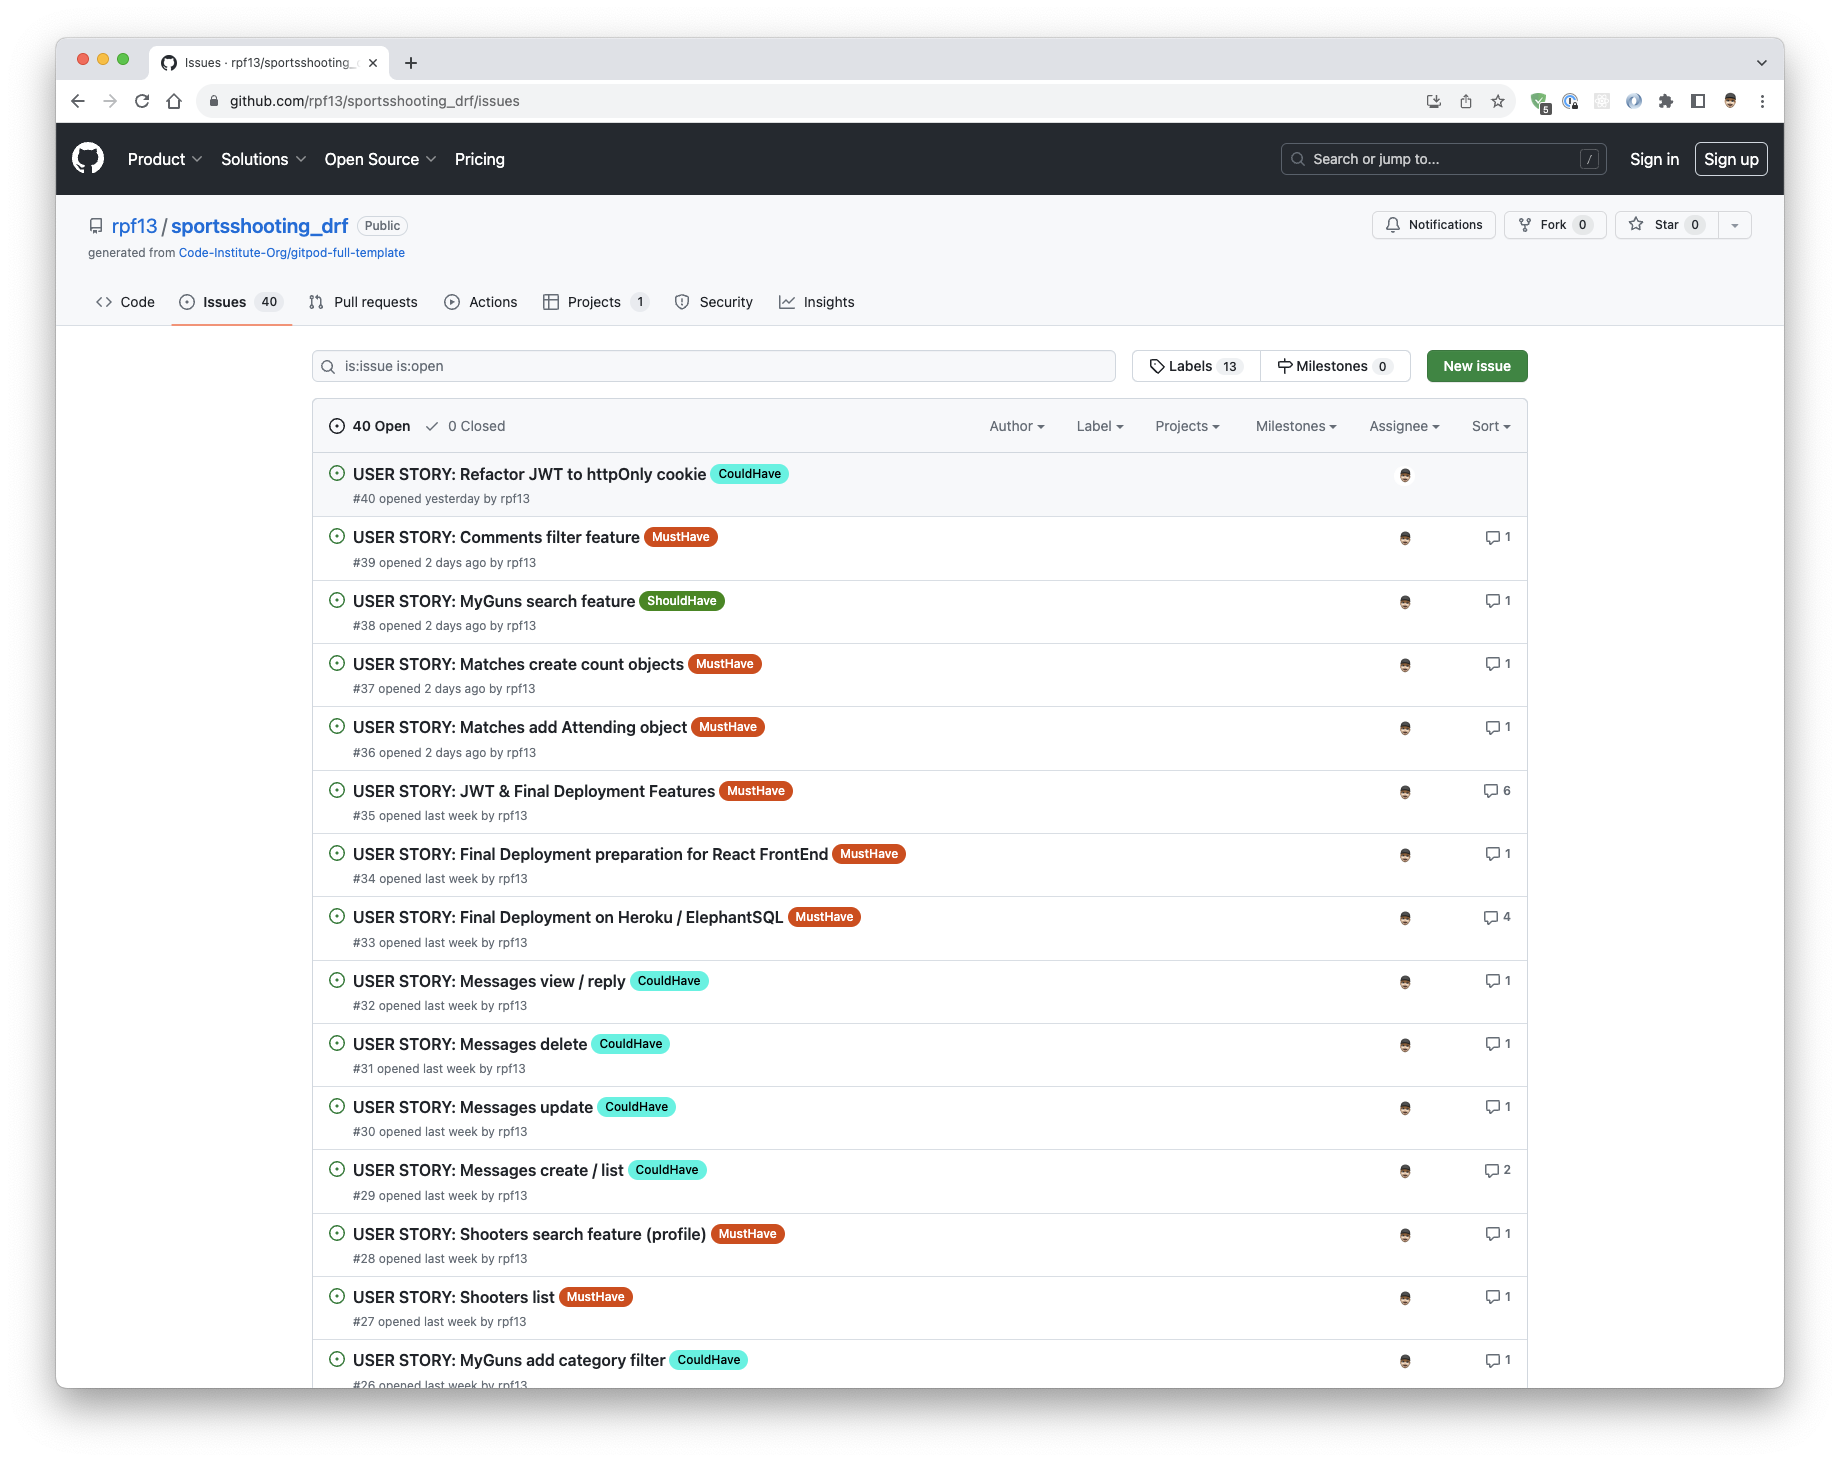 Issues · rpf13/sportsshooting_
github.com/rpf13/sportsshooting_drf/issues
5
Product
Solutions
Open Source
Pricing
Search or jump to...
/
Sign in
Sign up
rpf13 / sportsshooting_drf
Public
generated from Code-Institute-Org/gitpod-full-template
Notifications
Fork 0
Star 0
Code
Issues 40
Pull requests
Actions
Projects 1
Security
Insights
is:issue is:open
Labels 13
Milestones 0
New issue
40 Open
0 Closed
Author
Label
Projects
Milestones
Assignee
Sort
USER STORY: Refactor JWT to httpOnly cookie CouldHave
#40 opened yesterday by rpf13
USER STORY: Comments filter feature MustHave 1
#39 opened 2 days ago by rpf13
USER STORY: MyGuns search feature ShouldHave 1
#38 opened 2 days ago by rpf13
USER STORY: Matches create count objects MustHave 1
#37 opened 2 days ago by rpf13
USER STORY: Matches add Attending object MustHave 1
#36 opened 2 days ago by rpf13
USER STORY: JWT & Final Deployment Features MustHave 6
#35 opened last week by rpf13
USER STORY: Final Deployment preparation for React FrontEnd MustHave 1
#34 opened last week by rpf13
USER STORY: Final Deployment on Heroku / ElephantSQL MustHave 4
#33 opened last week by rpf13
USER STORY: Messages view / reply CouldHave 1
#32 opened last week by rpf13
USER STORY: Messages delete CouldHave 1
#31 opened last week by rpf13
USER STORY: Messages update CouldHave 1
#30 opened last week by rpf13
USER STORY: Messages create / list CouldHave 2
#29 opened last week by rpf13
USER STORY: Shooters search feature (profile) MustHave 1
#28 opened last week by rpf13
USER STORY: Shooters list MustHave 1
#27 opened last week by rpf13
USER STORY: MyGuns add category filter CouldHave 1
#26 opened last week by rpf13